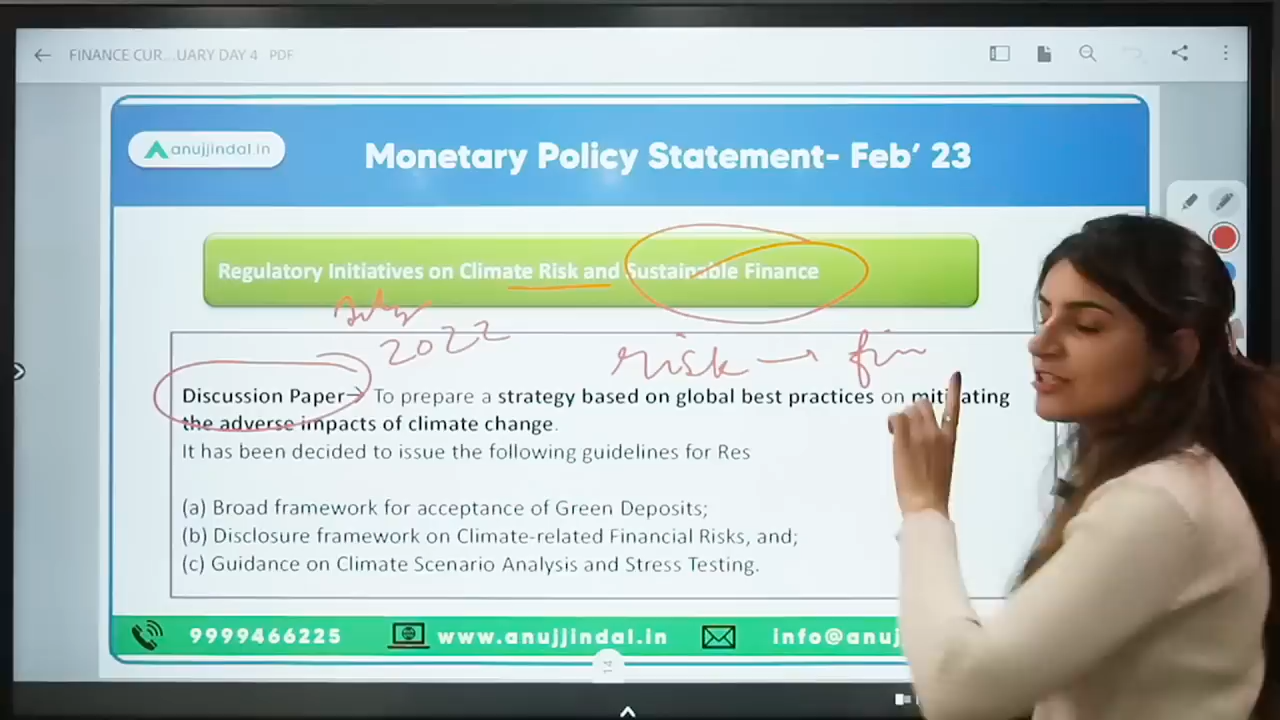 FINANCE CUR...UARY DAY 4 PDF
anujjindal.in
Monetary Policy Statement- Feb’ 23
Regulatory Initiatives on Climate Risk and Sustainable Finance
July
2022
risk → fin
Discussion Paper→ To prepare a strategy based on global best practices on mitigating
the adverse impacts of climate change.
It has been decided to issue the following guidelines for Res
(a) Broad framework for acceptance of Green Deposits;
(b) Disclosure framework on Climate-related Financial Risks, and;
(c) Guidance on Climate Scenario Analysis and Stress Testing.
9999466225 www.anujjindal.in info@anuj
14